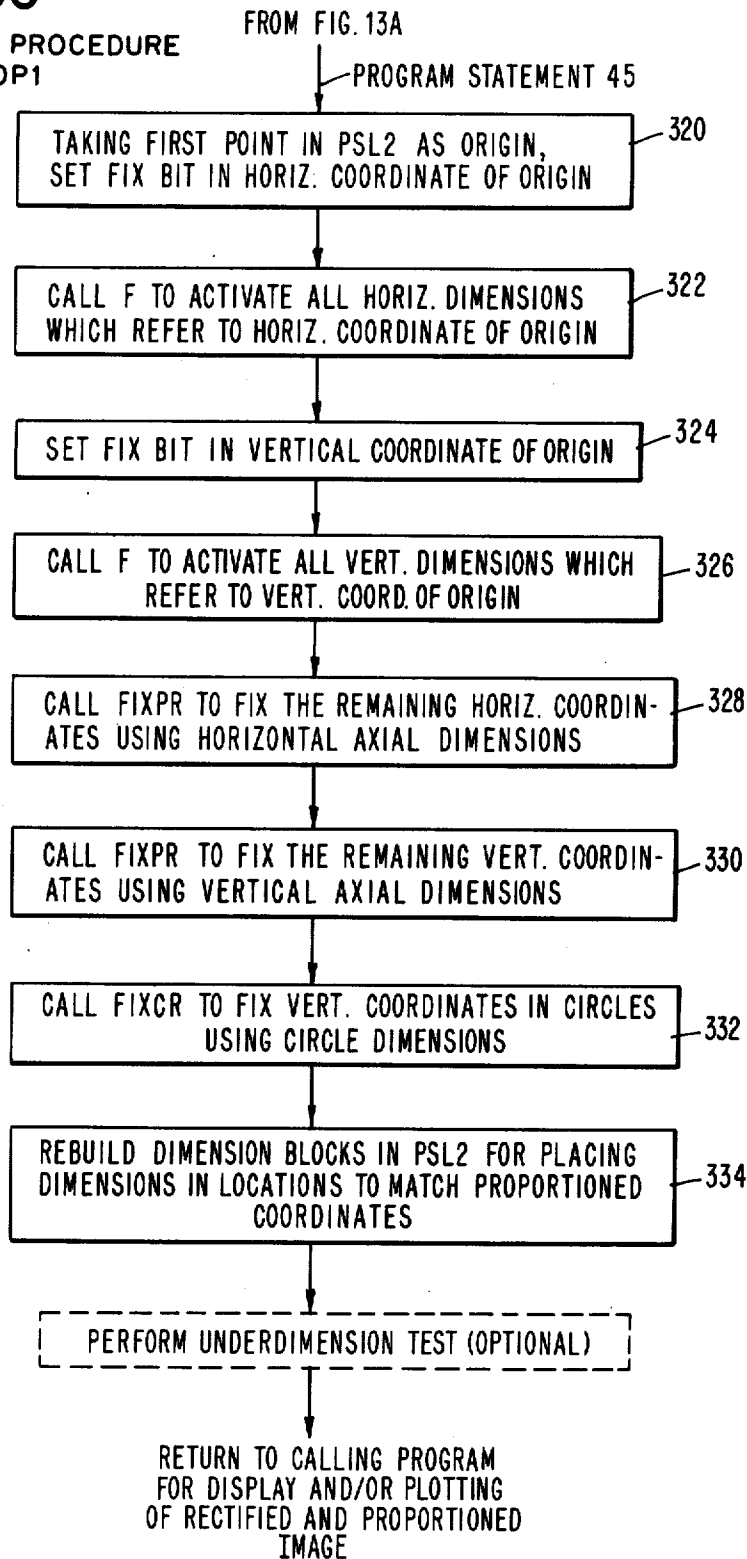 FROM FIG. 13A
PROCEDURE
PROGRAM STATEMENT 45
TAKING FIRST POINT IN PSL2 AS ORIGIN,
SET FIX BIT IN HORIZ. COORDINATE OF ORIGIN
320
CALL F TO ACTIVATE ALL HORIZ. DIMENSIONS
WHICH REFER TO HORIZ. COORDINATE OF ORIGIN
322
SET FIX BIT IN VERTICAL COORDINATE OF ORIGIN
324
CALL F TO ACTIVATE ALL VERT. DIMENSIONS WHICH
REFER TO VERT. COORD. OF ORIGIN
326
CALL FIXPR TO FIX THE REMAINING HORIZ. COORDIN-
ATES USING HORIZONTAL AXIAL DIMENSIONS
328
CALL FIXPR TO FIX THE REMAINING VERT. COORDIN-
ATES USING VERTICAL AXIAL DIMENSIONS
330
CALL FIXCR TO FIX VERT. COORDINATES IN CIRCLES
USING CIRCLE DIMENSIONS
332
REBUILD DIMENSION BLOCKS IN PSL2 FOR PLACING
DIMENSIONS IN LOCATIONS TO MATCH PROPORTIONED
COORDINATES
334
PERFORM UNDERDIMENSION TEST (OPTIONAL)
RETURN TO CALLING PROGRAM
FOR DISPLAY AND/OR PLOTTING
OF RECTIFIED AND PROPORTIONED
IMAGE